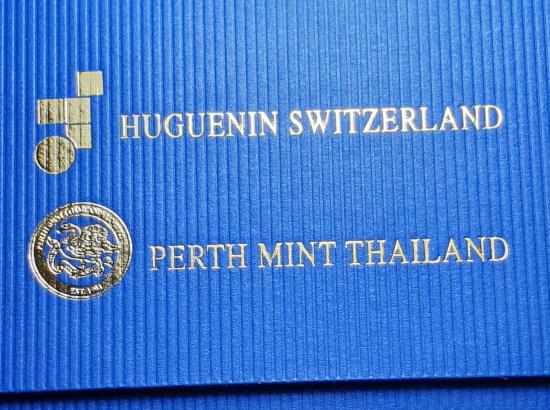 HUGUENIN SWITZERLAND
PERTH MINT THAILAND